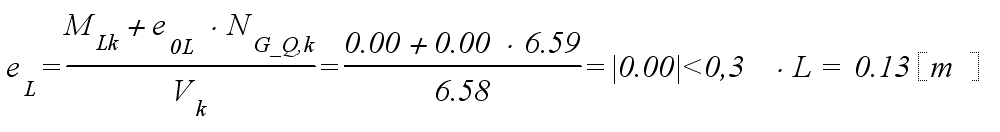 e_L = (M_Lk + e_0L · N_G_Q,k) / V_k = (0.00 + 0.00 · 6.59) / 6.58 = |0.00| < 0,3 · L = 0.13 [m]